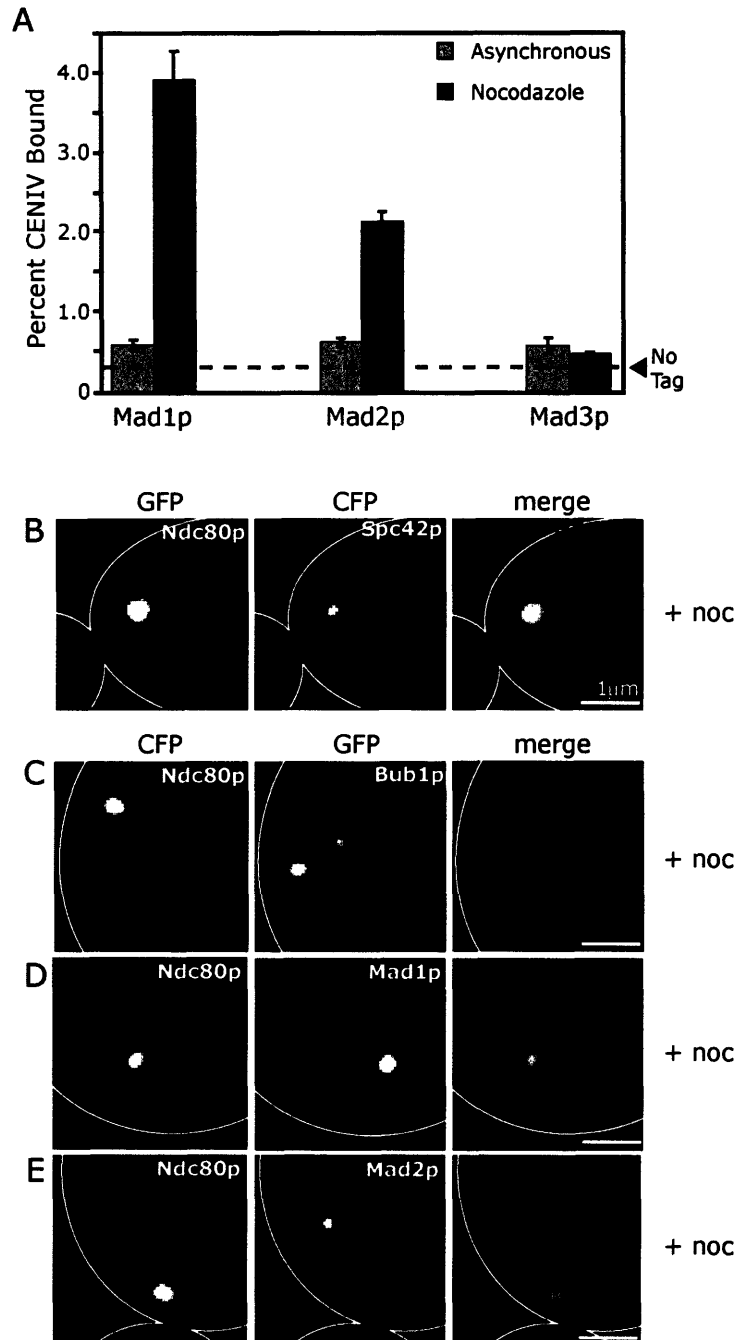 A
Percent CENIV Bound
4.0
3.0
2.0
1.0
0
Asynchronous
Nocodazole
No
Tag
Mad1p
Mad2p
Mad3p
GFP
CFP
merge
B
Ndc80p
Spc42p
1µm
+ noc
CFP
GFP
merge
C
Ndc80p
Bub1p
+ noc
D
Ndc80p
Mad1p
+ noc
E
Ndc80p
Mad2p
+ noc